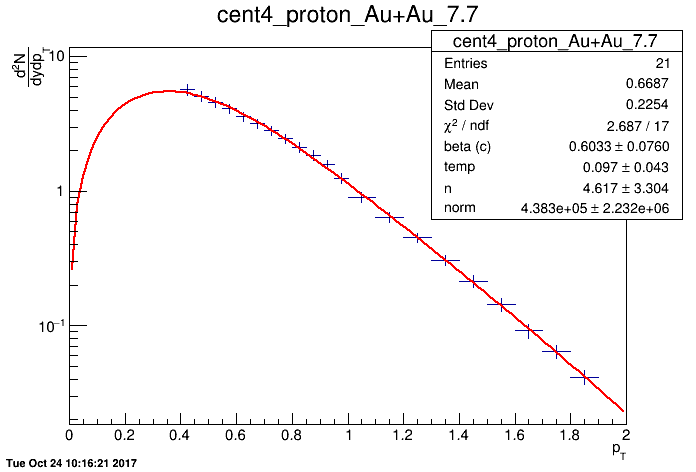 cent4_proton_Au+Au_7.7
cent4_proton_Au+Au_7.7
Entries 21
Mean 0.6687
Std Dev 0.2254
χ² / ndf 2.687 / 17
beta (c) 0.6033 ± 0.0760
temp 0.097 ± 0.043
n 4.617 ± 3.304
norm 4.383e+05 ± 2.232e+06
d²N
dydp_T
10
1
10⁻¹
0 0.2 0.4 0.6 0.8 1 1.2 1.4 1.6 1.8 2
p_T
Tue Oct 24 10:16:21 2017